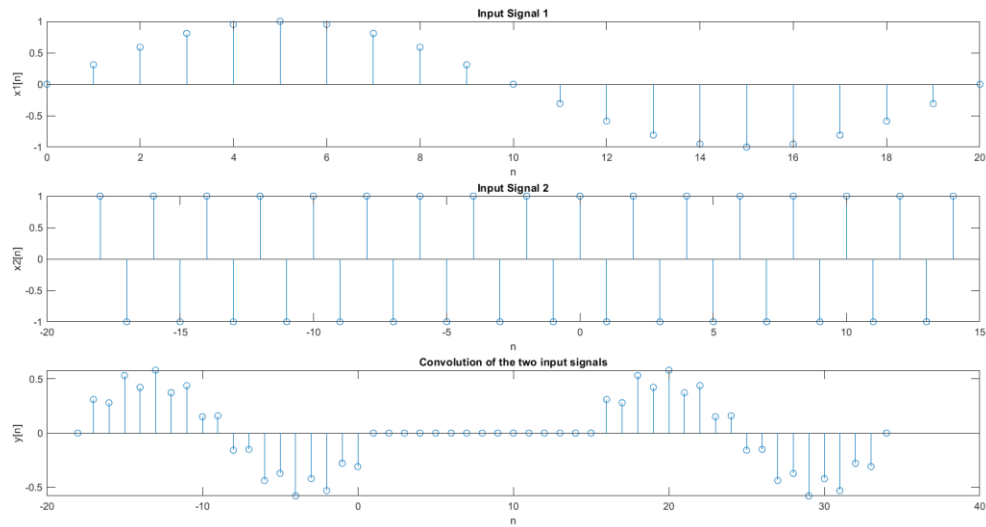 Input Signal 1
1
0.5
0
-0.5
-1
x1[n]
0 2 4 6 8 10 12 14 16 18 20
n
Input Signal 2
1
0.5
0
-0.5
-1
x2[n]
-20 -15 -10 -5 0 5 10 15
n
Convolution of the two input signals
0.5
0
-0.5
y[n]
-20 -10 0 10 20 30 40
n